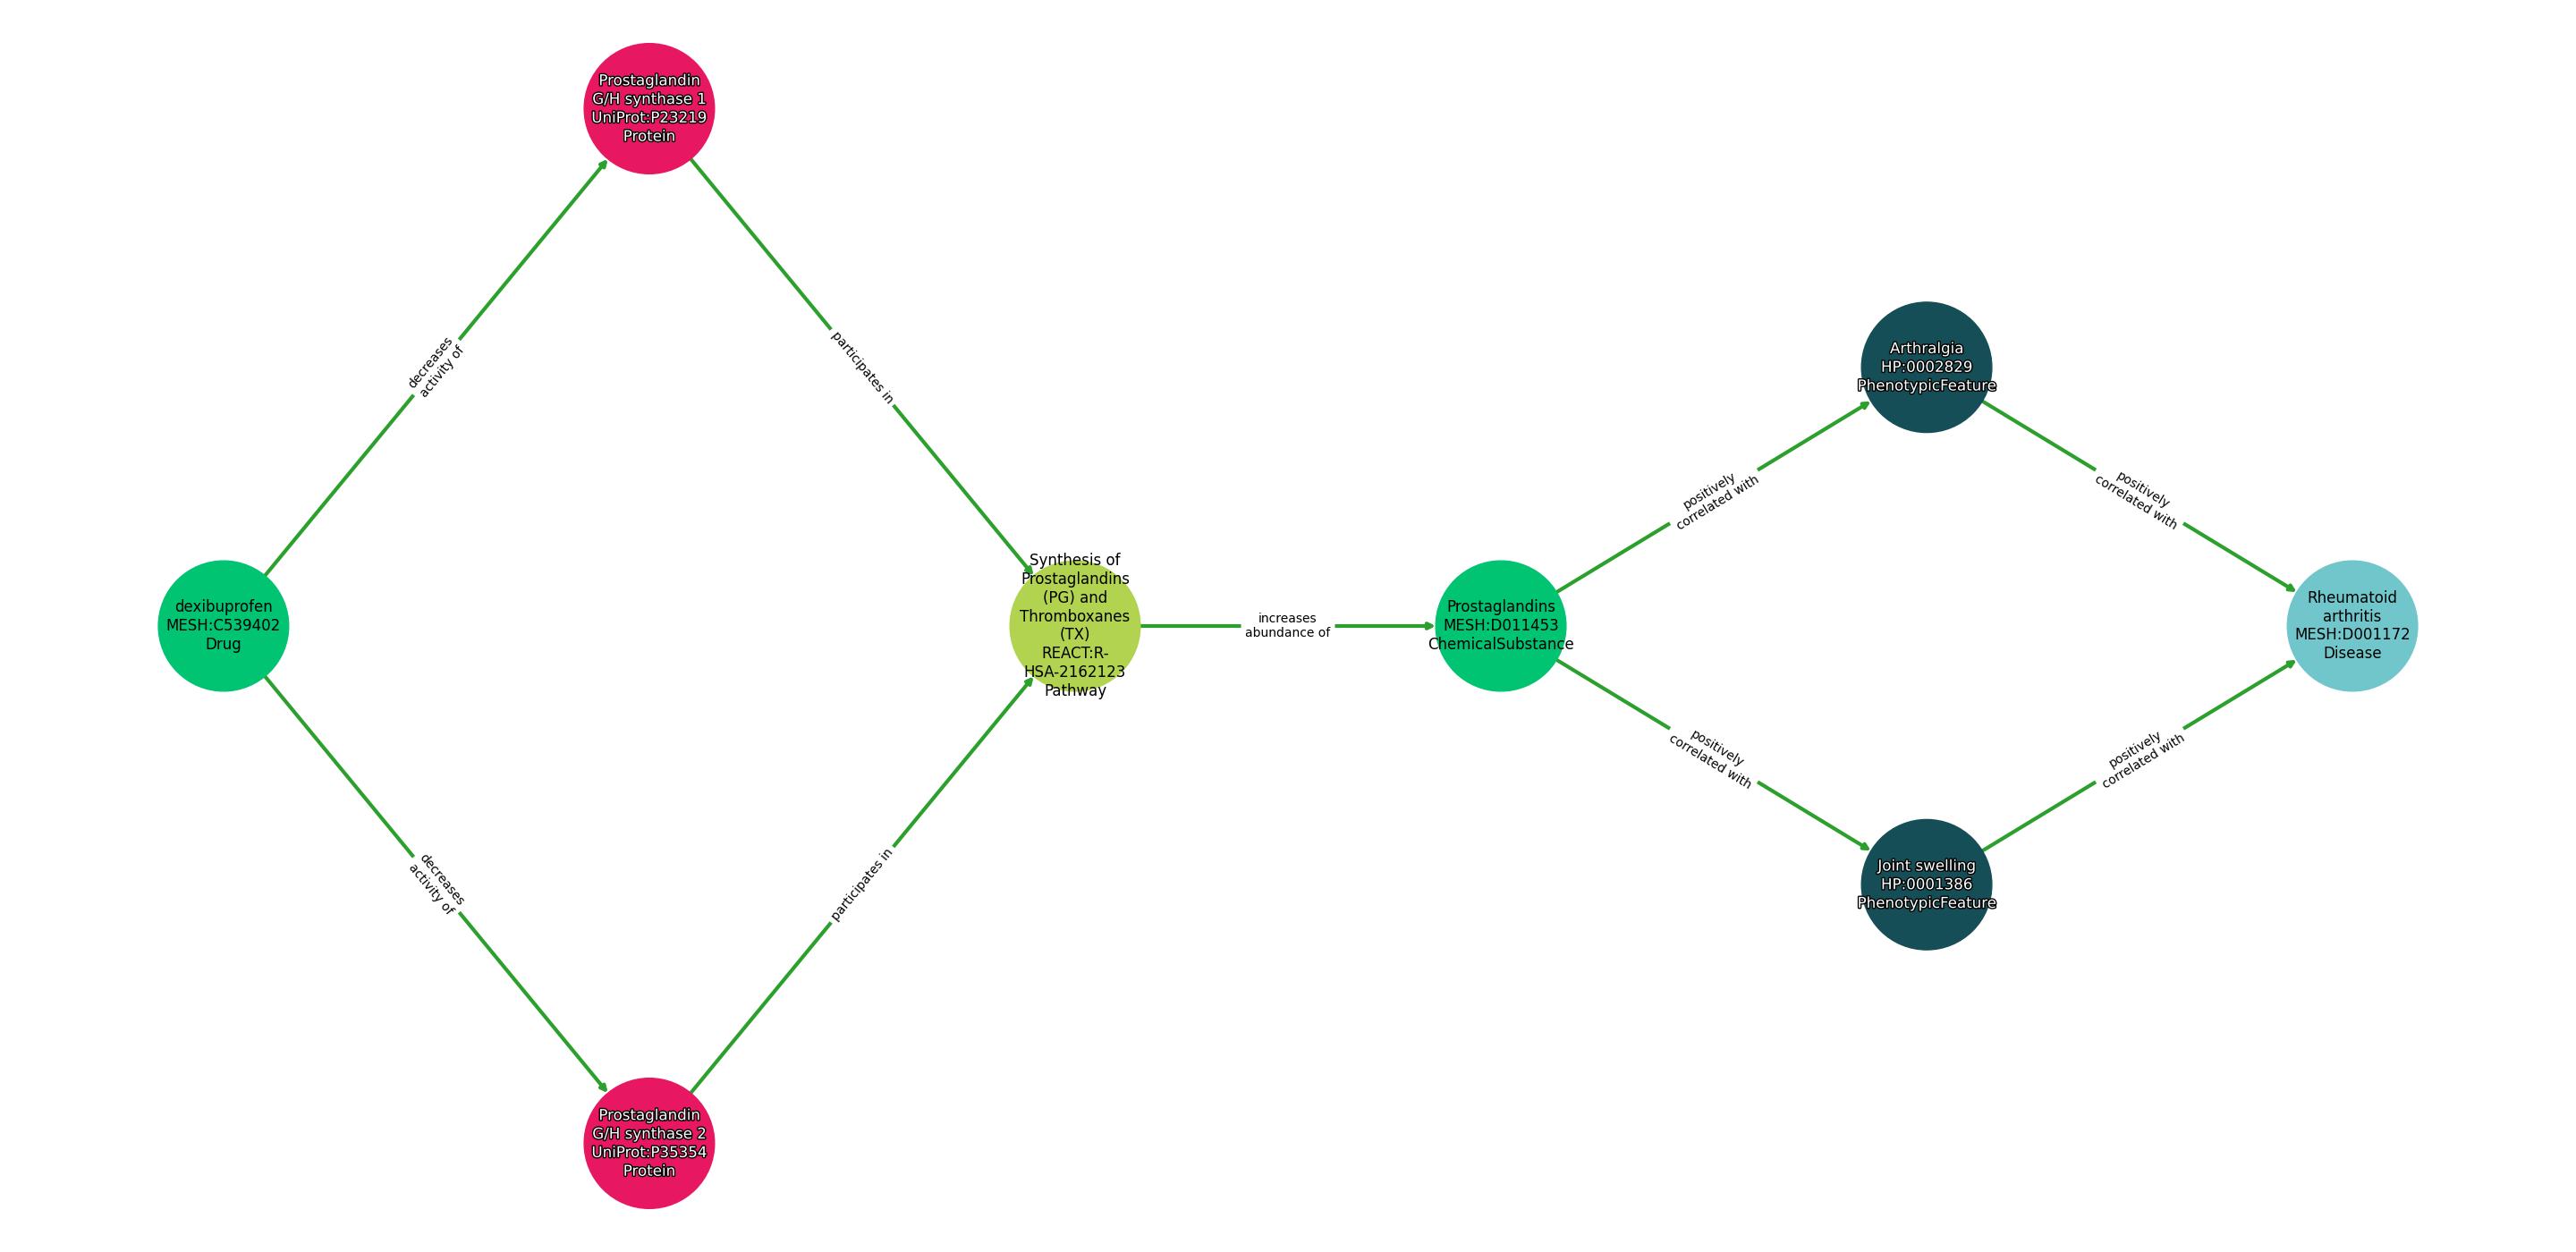 Prostaglandin
G/H synthase 1
UniProt:P23219
Protein
decreases
activity of
participates in
dexibuprofen
MESH:C539402
Drug
Synthesis of
Prostaglandins
(PG) and
Thromboxanes
(TX)
REACT:R-
HSA-2162123
Pathway
increases
abundance of
Prostaglandins
MESH:D011453
ChemicalSubstance
positively
correlated with
Arthralgia
HP:0002829
PhenotypicFeature
positively
correlated with
Rheumatoid
arthritis
MESH:D001172
Disease
positively
correlated with
Joint swelling
HP:0001386
PhenotypicFeature
positively
correlated with
decreases
activity of
participates in
Prostaglandin
G/H synthase 2
UniProt:P35354
Protein